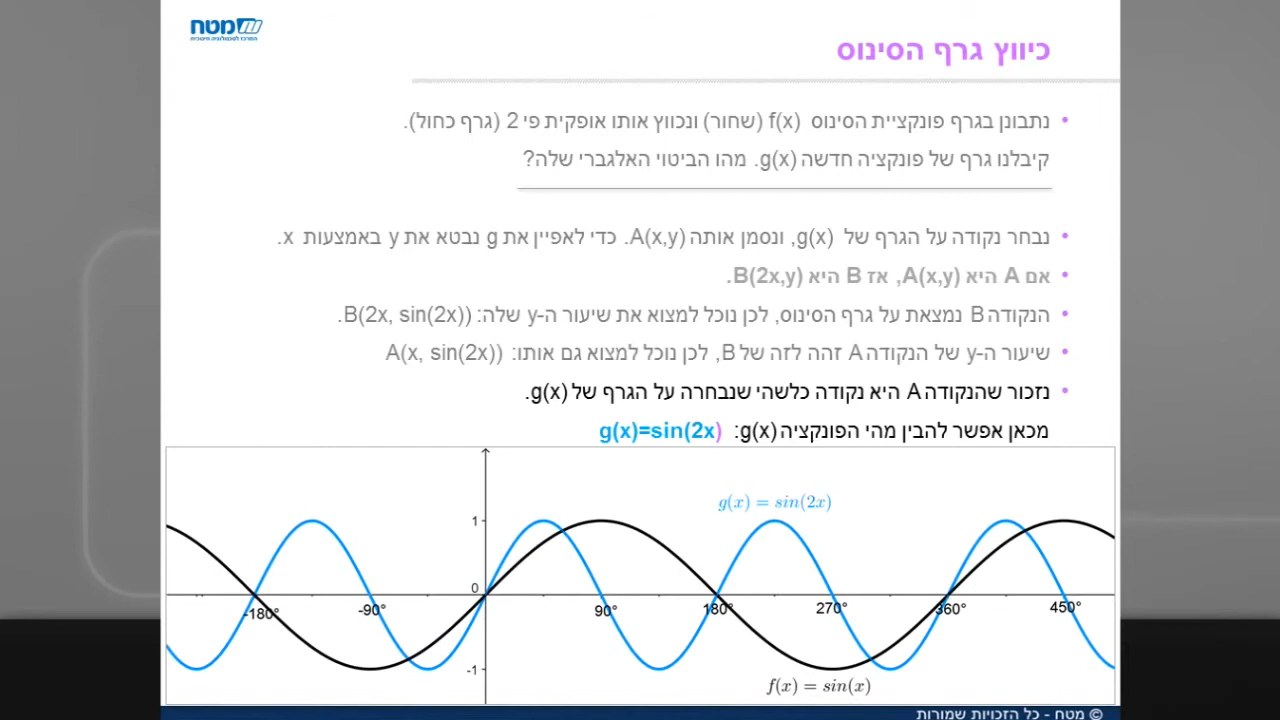 מטח
המרכז לטכנולוגיה חינוכית
כיווץ גרף הסינוס
• נתבונן בגרף פונקציית הסינוס f(x) (שחור) ונכווץ אותו אופקית פי 2 (גרף כחול).
קיבלנו גרף של פונקציה חדשה g(x). מהו הביטוי האלגברי שלה?
• נבחר נקודה על הגרף של g(x), ונסמן אותה A(x,y). כדי לאפיין את g נבטא את y באמצעות x.
• אם A היא A(x,y), אז B היא B(2x,y).
• הנקודה B נמצאת על גרף הסינוס, לכן נוכל למצוא את שיעור ה-y שלה: B(2x, sin(2x)).
• שיעור ה-y של הנקודה A זהה לזה של B, לכן נוכל למצוא גם אותו: A(x, sin(2x))
• נזכור שהנקודה A היא נקודה כלשהי שנבחרה על הגרף של g(x).
מכאן אפשר להבין מהי הפונקציה g(x): g(x)=sin(2x)
g(x) = sin(2x)
1
0
-180° -90° 90° 180° 270° 360° 450°
-1
f(x) = sin(x)
© מטח - כל הזכויות שמורות